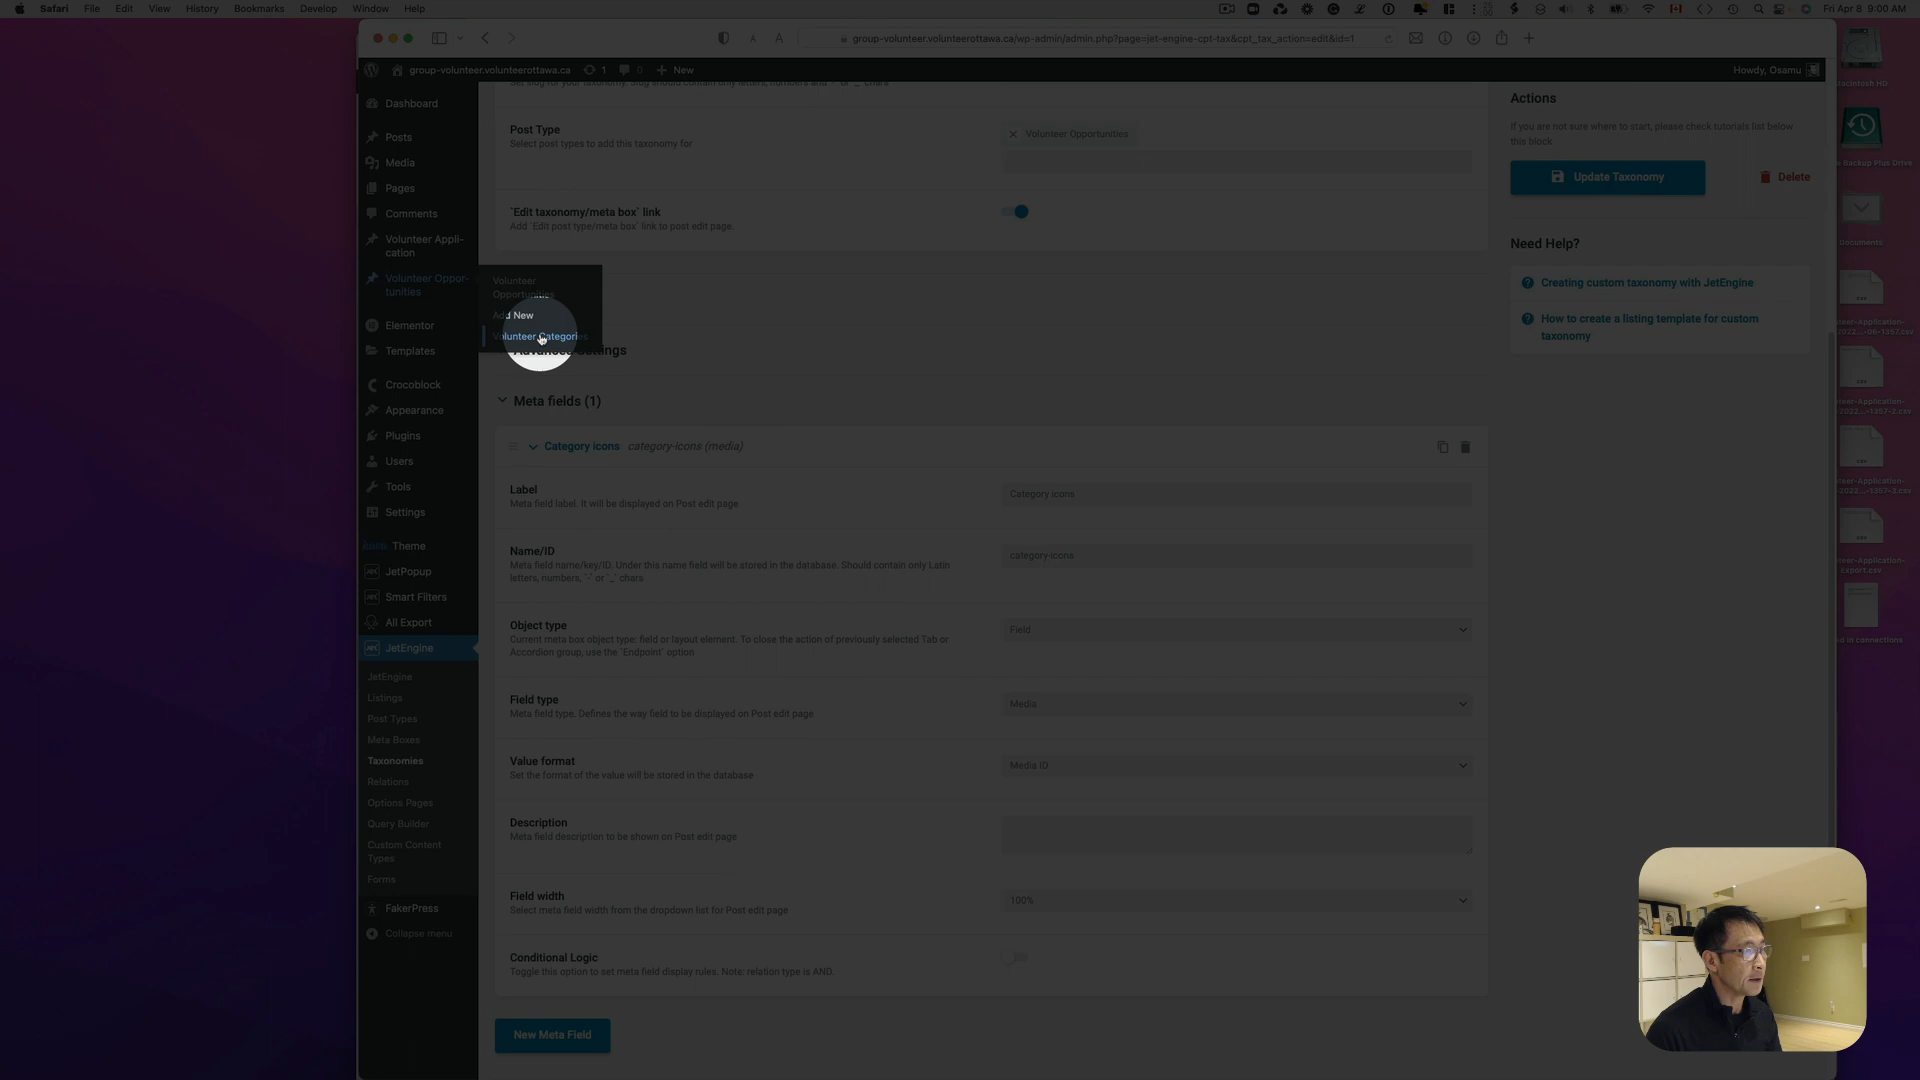 Safari File Edit View History Bookmarks Develop Window Help
Fri Apr 8 9:00 AM
group-volunteer.volunteerottawa.ca/wp-admin/admin.php?page=jet-engine-cpt-tax&cpt_tax_action=edit&id=1
group-volunteer.volunteerottawa.ca 1 0 New
Howdy, Osamu
Macintosh HD
Backup Plus Drive
Documents
Dashboard
Posts
Media
Pages
Comments
Volunteer Appli-
cation
Volunteer Oppor-
tunities
Volunteer
Opportunities
Add New
Volunteer Categories
Elementor
Templates
Crocoblock
Appearance
Plugins
Users
Tools
Settings
Theme
JetPopup
Smart Filters
All Export
JetEngine
JetEngine
Listings
Post Types
Meta Boxes
Taxonomies
Relations
Options Pages
Query Builder
Custom Content
Types
Forms
FakerPress
Collapse menu
Post Type
Select post types to add this taxonomy for
Volunteer Opportunities
`Edit taxonomy/meta box` link
Add `Edit post type/meta box` link to post edit page.
Advanced Settings
Meta fields (1)
Category icons category-icons (media)
Label
Meta field label. It will be displayed on Post edit page
Category icons
Name/ID
Meta field name/key/ID. Under this name field will be stored in the database. Should contain only Latin
letters, numbers, `-` or `_` chars
category-icons
Object type
Current meta box object type: field or layout element. To close the action of previously selected Tab or
Accordion group, use the `Endpoint` option
Field
Field type
Meta field type. Defines the way field to be displayed on Post edit page
Media
Value format
Set the format of the value will be stored in the database
Media ID
Description
Meta field description to be shown on Post edit page
Field width
Select meta field width from the dropdown list for Post edit page
100%
Conditional Logic
Toggle this option to set meta field display rules. Note: relation type is AND.
New Meta Field
Actions
If you are not sure where to start, please check tutorials list below
this block
Update Taxonomy
Delete
Need Help?
Creating custom taxonomy with JetEngine
How to create a listing template for custom
taxonomy